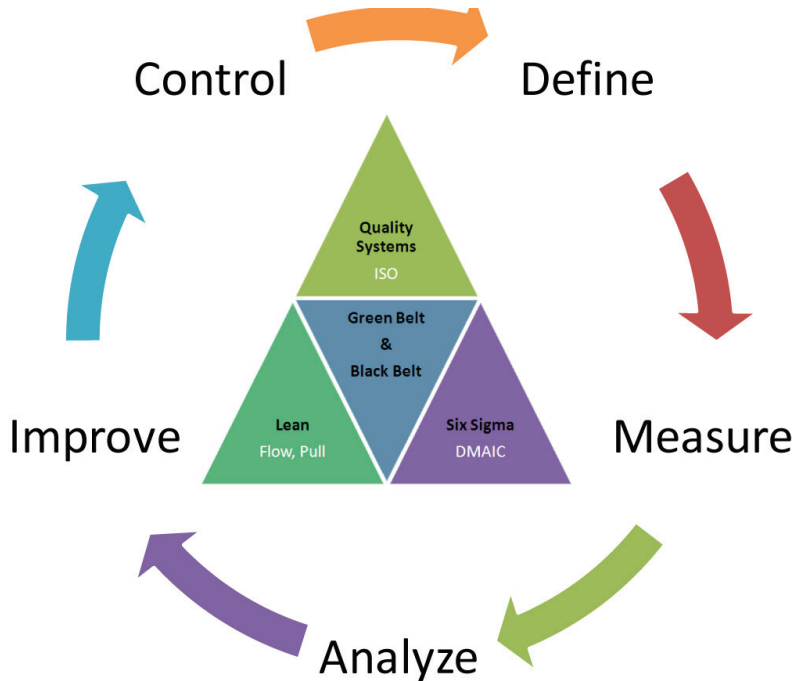 Control
Define
Quality
Systems
ISO
Green Belt
&
Black Belt
Lean
Flow, Pull
Six Sigma
DMAIC
Improve
Measure
Analyze